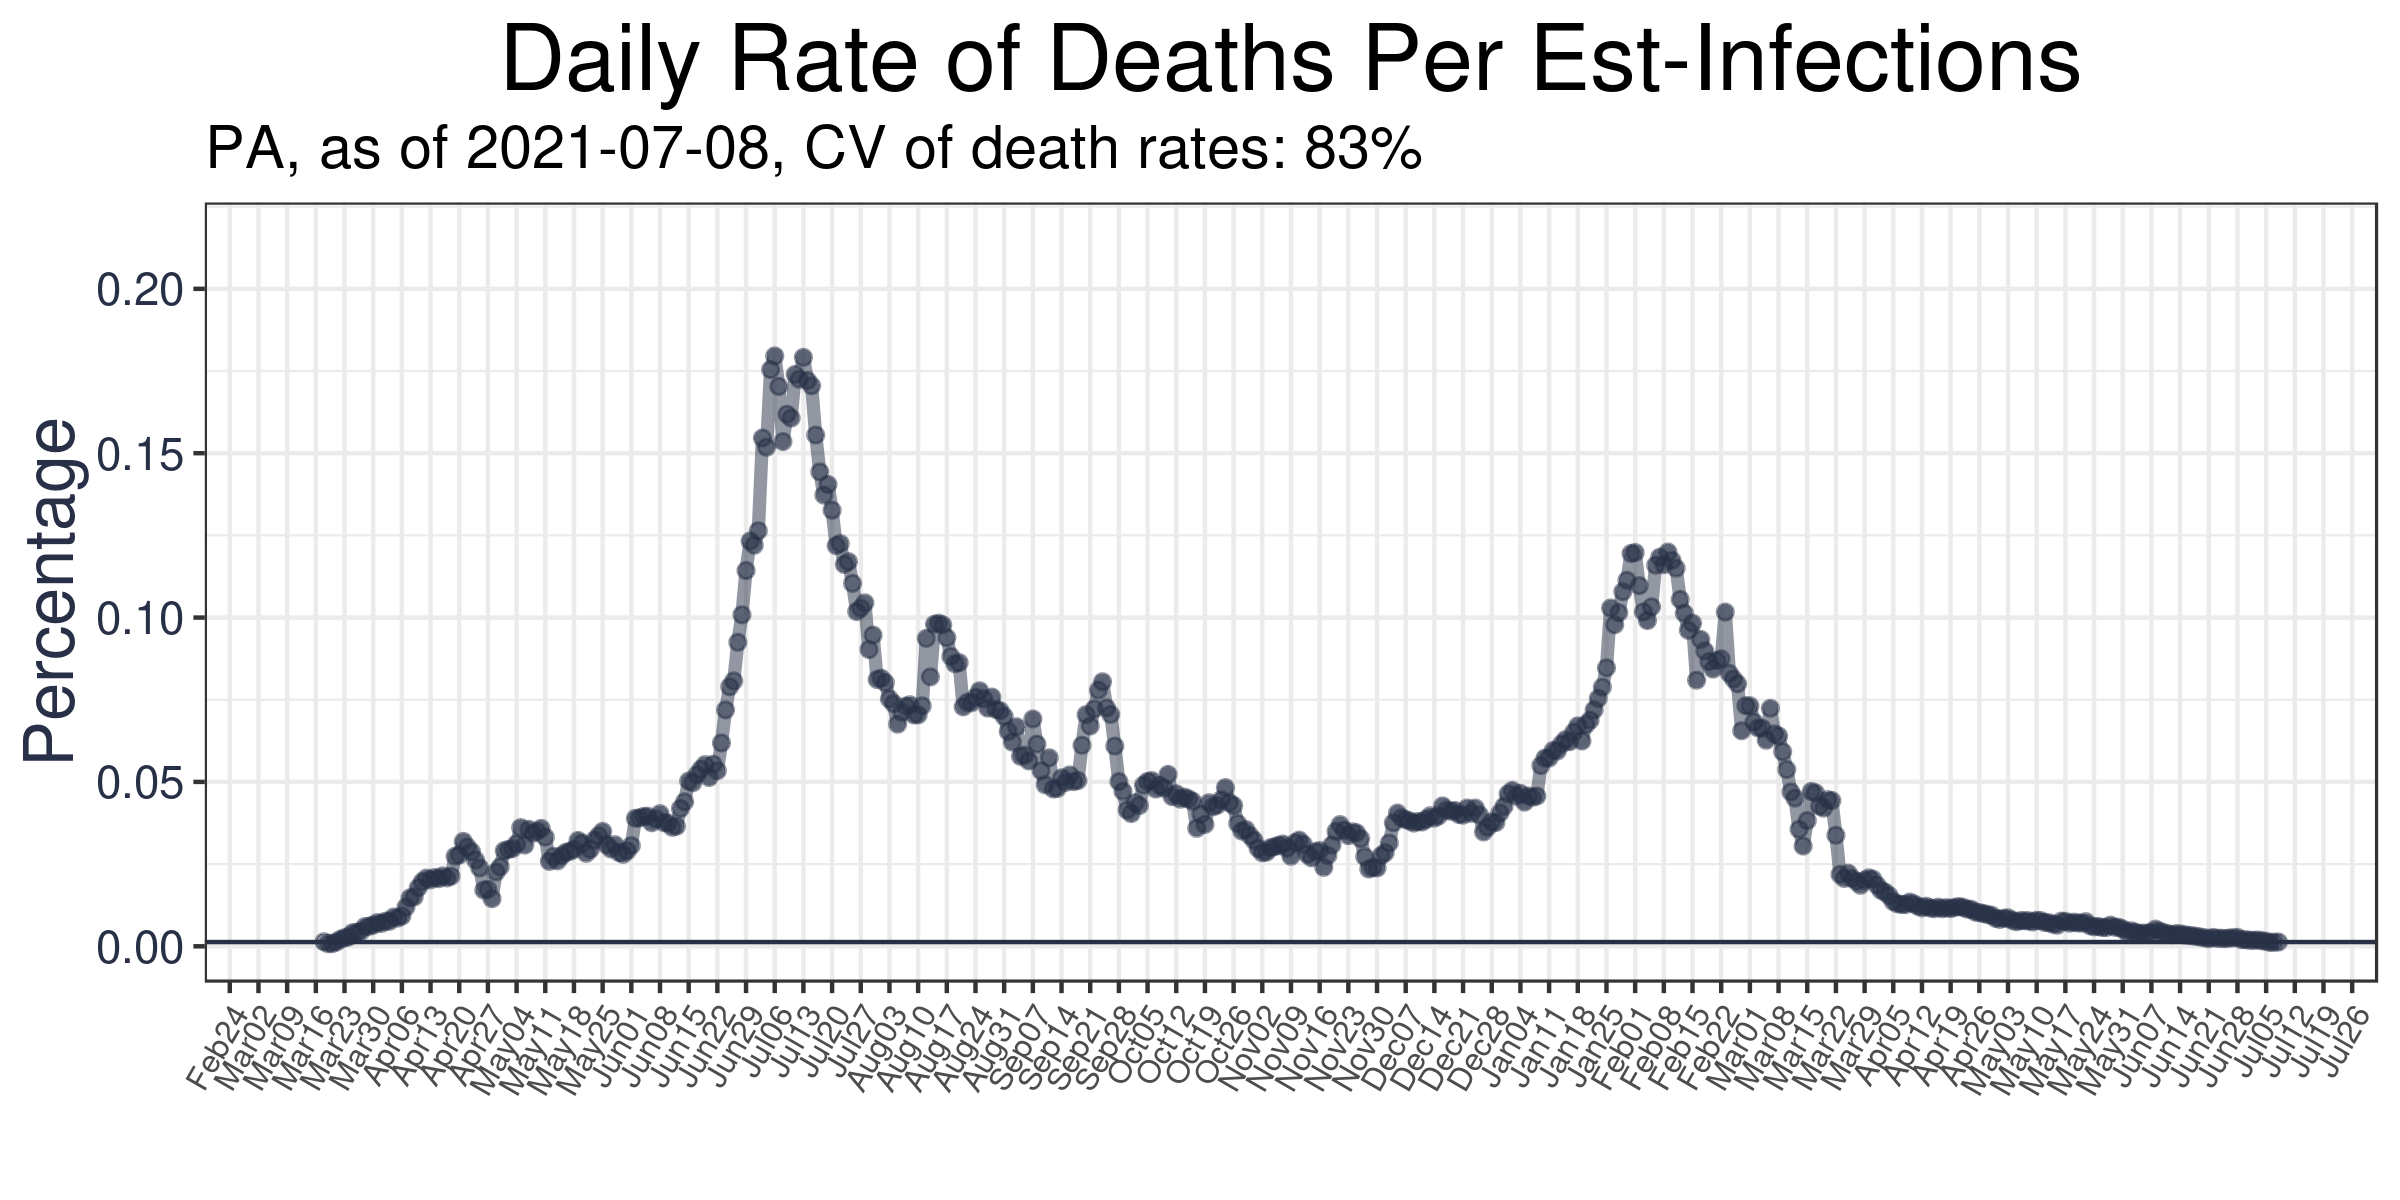 Daily Rate of Deaths Per Est-Infections
PA, as of 2021-07-08, CV of death rates: 83%
Percentage
0.20
0.15
0.10
0.05
0.00
Feb24
Mar02
Mar09
Mar16
Mar23
Mar30
Apr06
Apr13
Apr20
Apr27
May04
May11
May18
May25
Jun01
Jun08
Jun15
Jun22
Jun29
Jul06
Jul13
Jul20
Jul27
Aug03
Aug10
Aug17
Aug24
Aug31
Sep07
Sep14
Sep21
Sep28
Oct05
Oct12
Oct19
Oct26
Nov02
Nov09
Nov16
Nov23
Nov30
Dec07
Dec14
Dec21
Dec28
Jan04
Jan11
Jan18
Jan25
Feb01
Feb08
Feb15
Feb22
Mar01
Mar08
Mar15
Mar22
Mar29
Apr05
Apr12
Apr19
Apr26
May03
May10
May17
May24
May31
Jun07
Jun14
Jun21
Jun28
Jul05
Jul12
Jul19
Jul26